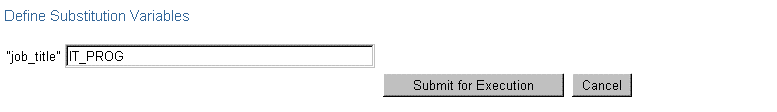 Define Substitution Variables
"job_title" IT_PROG
Submit for Execution Cancel